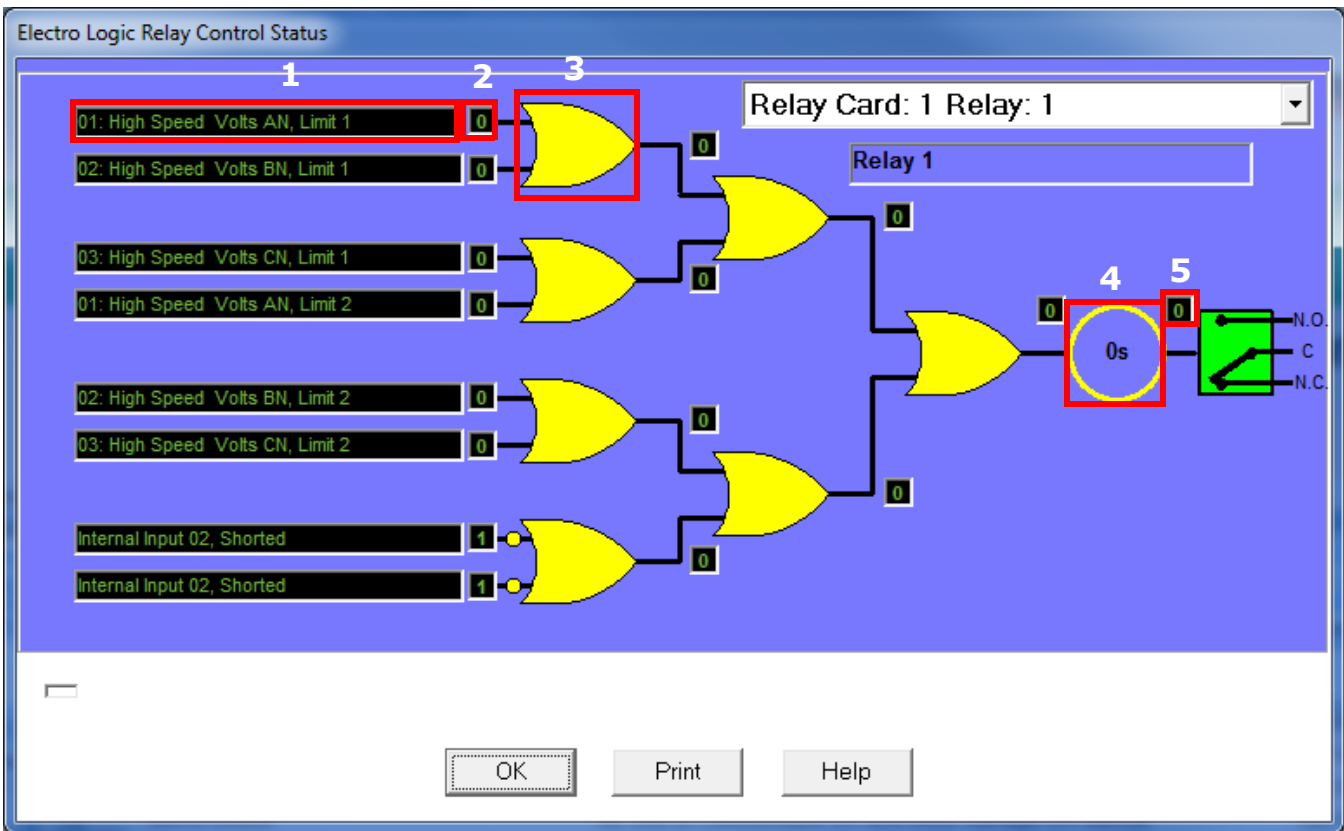 Electro Logic Relay Control Status
1
2
3
01: High Speed  Volts AN, Limit 1
0
Relay Card: 1 Relay: 1
02: High Speed  Volts BN, Limit 1
0
0
Relay 1
0
03: High Speed  Volts CN, Limit 1
0
0
01: High Speed  Volts AN, Limit 2
0
4
5
0
0s
0
N.O.
C
N.C.
02: High Speed  Volts BN, Limit 2
0
0
03: High Speed  Volts CN, Limit 2
0
0
Internal Input 02, Shorted
1
0
Internal Input 02, Shorted
1
OK
Print
Help